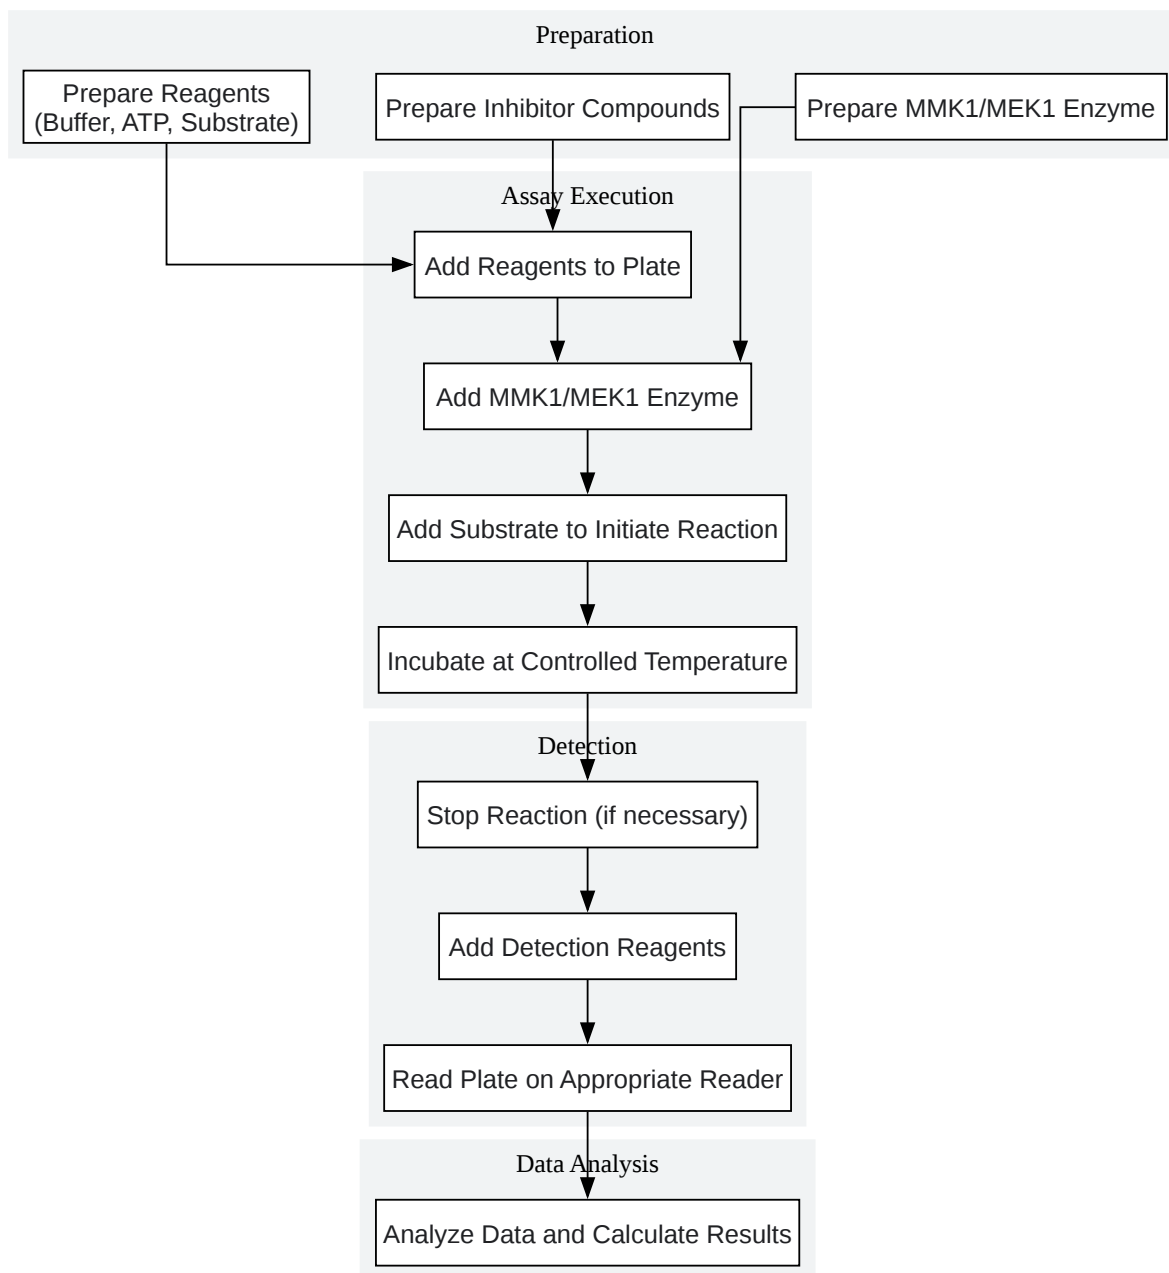 Preparation
Prepare Reagents
(Buffer, ATP, Substrate)
Prepare Inhibitor Compounds
Prepare MMK1/MEK1 Enzyme
Assay Execution
Add Reagents to Plate
Add MMK1/MEK1 Enzyme
Add Substrate to Initiate Reaction
Incubate at Controlled Temperature
Detection
Stop Reaction (if necessary)
Add Detection Reagents
Read Plate on Appropriate Reader
Data Analysis
Analyze Data and Calculate Results